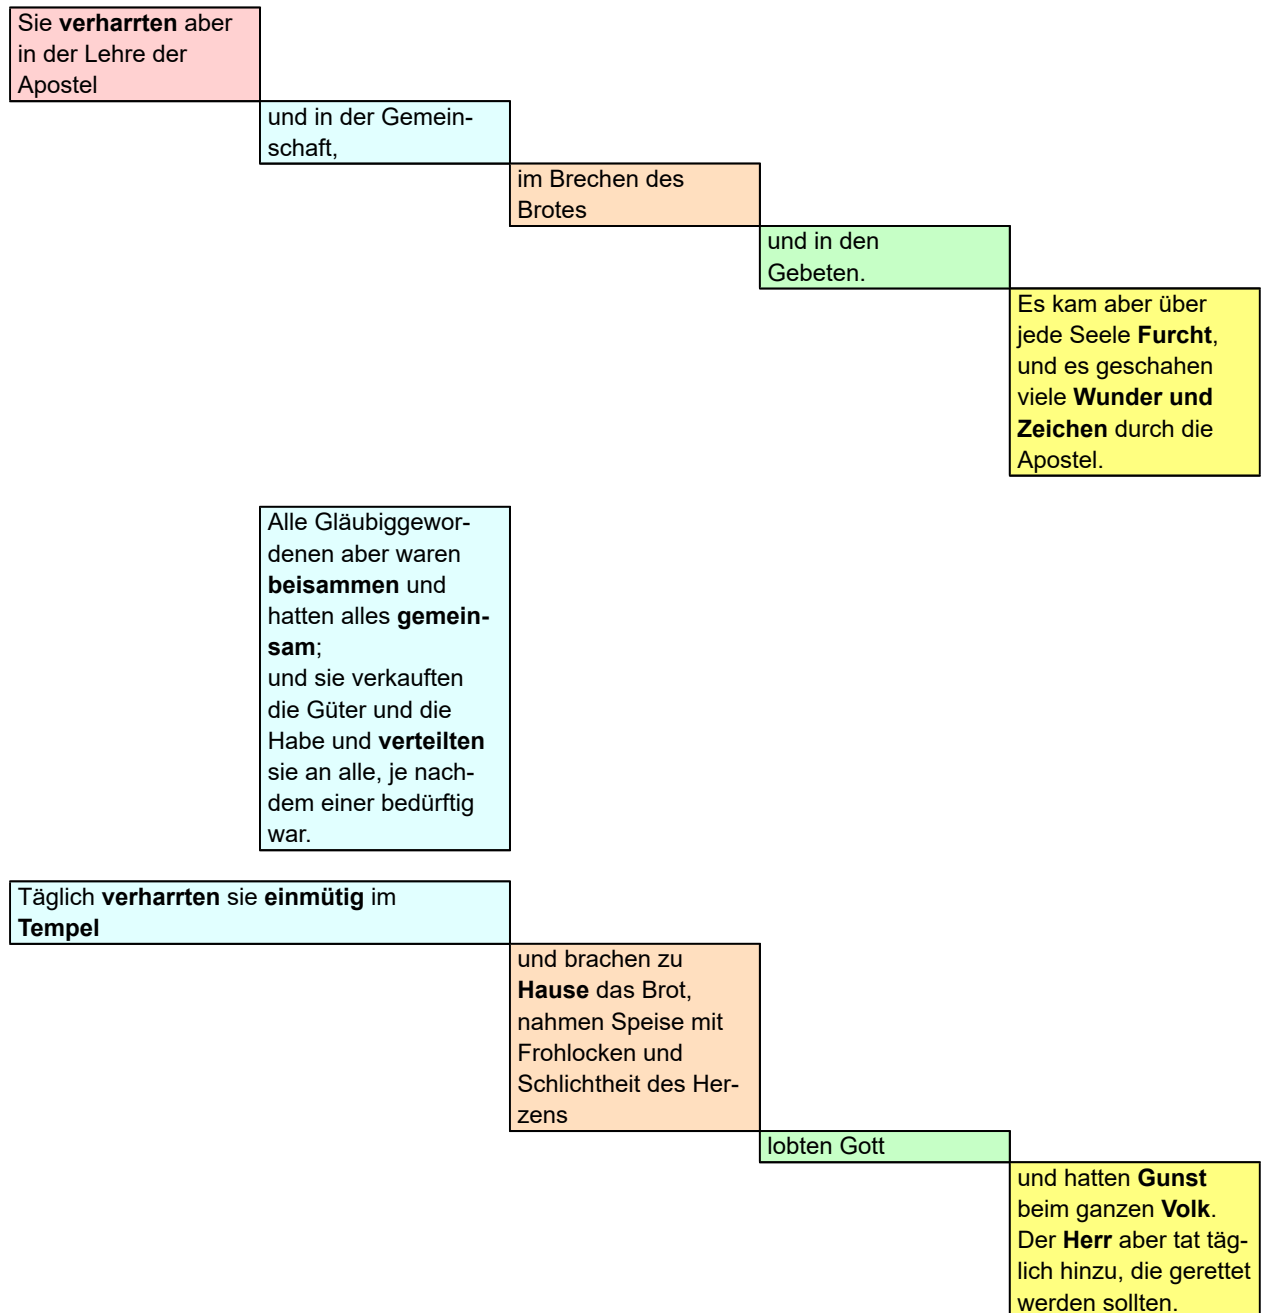 Sie verharrten aber
in der Lehre der
Apostel
und in der Gemein-
schaft,
im Brechen des
Brotes
und in den
Gebeten.
Es kam aber über
jede Seele Furcht,
und es geschahen
viele Wunder und
Zeichen durch die
Apostel.
Alle Gläubiggewor-
denen aber waren
beisammen und
hatten alles gemein-
sam;
und sie verkauften
die Güter und die
Habe und verteilten
sie an alle, je nach-
dem einer bedürftig
war.
Täglich verharrten sie einmütig im
Tempel
und brachen zu
Hause das Brot,
nahmen Speise mit
Frohlocken und
Schlichtheit des Her-
zens
lobten Gott
und hatten Gunst
beim ganzen Volk.
Der Herr aber tat täg-
lich hinzu, die gerettet
werden sollten.